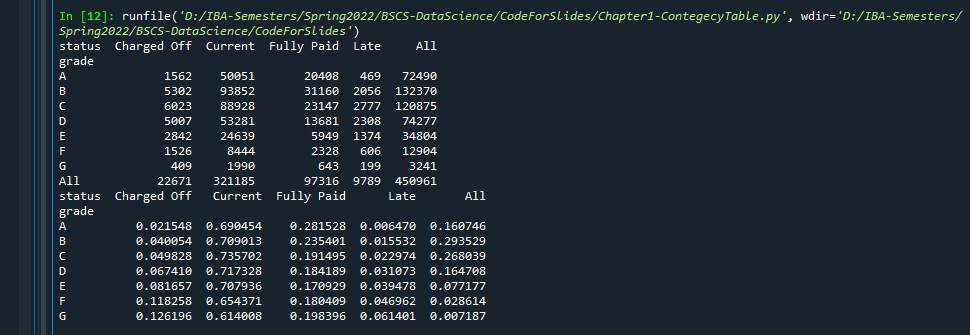 In [12]: runfile('D:/IBA-Semesters/Spring2022/BSCS-DataScience/CodeForSlides/Chapter1-ContegecyTable.py', wdir='D:/IBA-Semesters/
Spring2022/BSCS-DataScience/CodeForSlides')
status Charged Off Current Fully Paid Late All
grade
A 1562 50051 20408 469 72490
B 5302 93852 31160 2056 132370
C 6023 88928 23147 2777 120875
D 5007 53281 13681 2308 74277
E 2842 24639 5949 1374 34804
F 1526 8444 2328 606 12904
G 409 1990 643 199 3241
All 22671 321185 97316 9789 450961
status Charged Off Current Fully Paid Late All
grade
A 0.021548 0.690454 0.281528 0.006470 0.160746
B 0.040054 0.709013 0.235401 0.015532 0.293529
C 0.049828 0.735702 0.191495 0.022974 0.268039
D 0.067410 0.717328 0.184189 0.031073 0.164708
E 0.081657 0.707936 0.170929 0.039478 0.077177
F 0.118258 0.654371 0.180409 0.046962 0.028614
G 0.126196 0.614008 0.198396 0.061401 0.007187